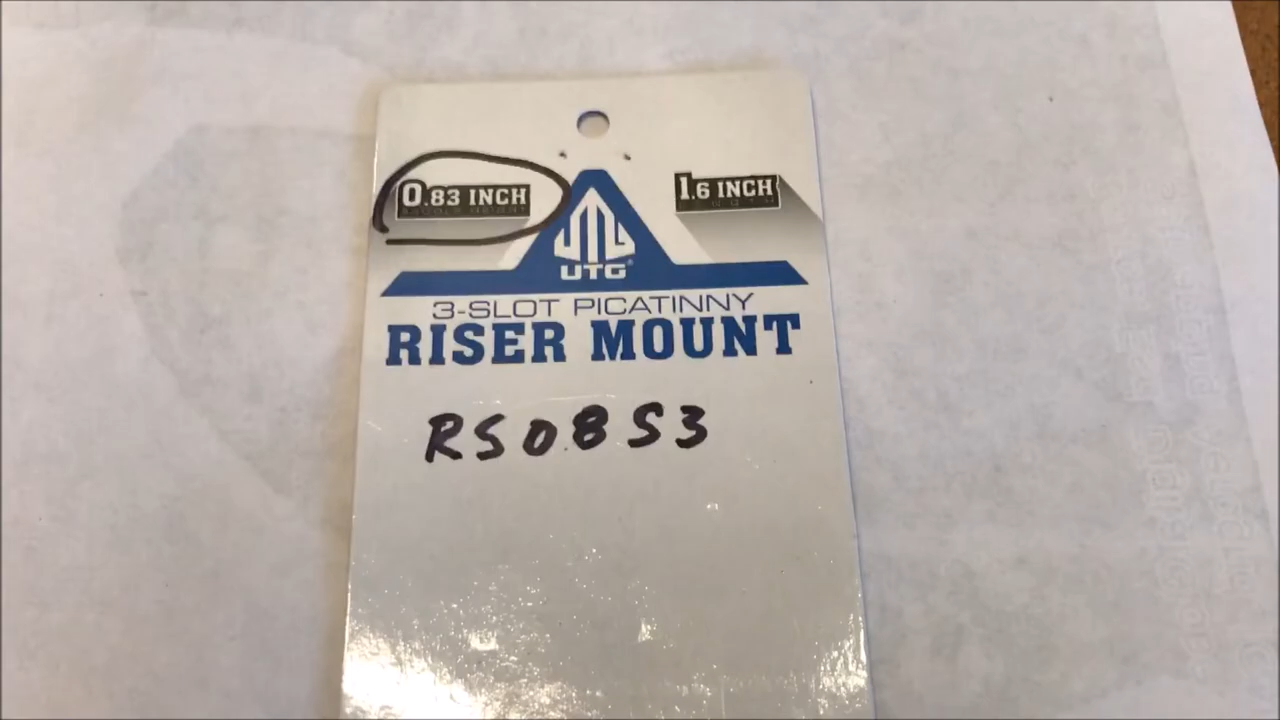 0.83 INCH
1.6 INCH
UTG®
3-SLOT PICATINNY
RISER MOUNT
RS08S3